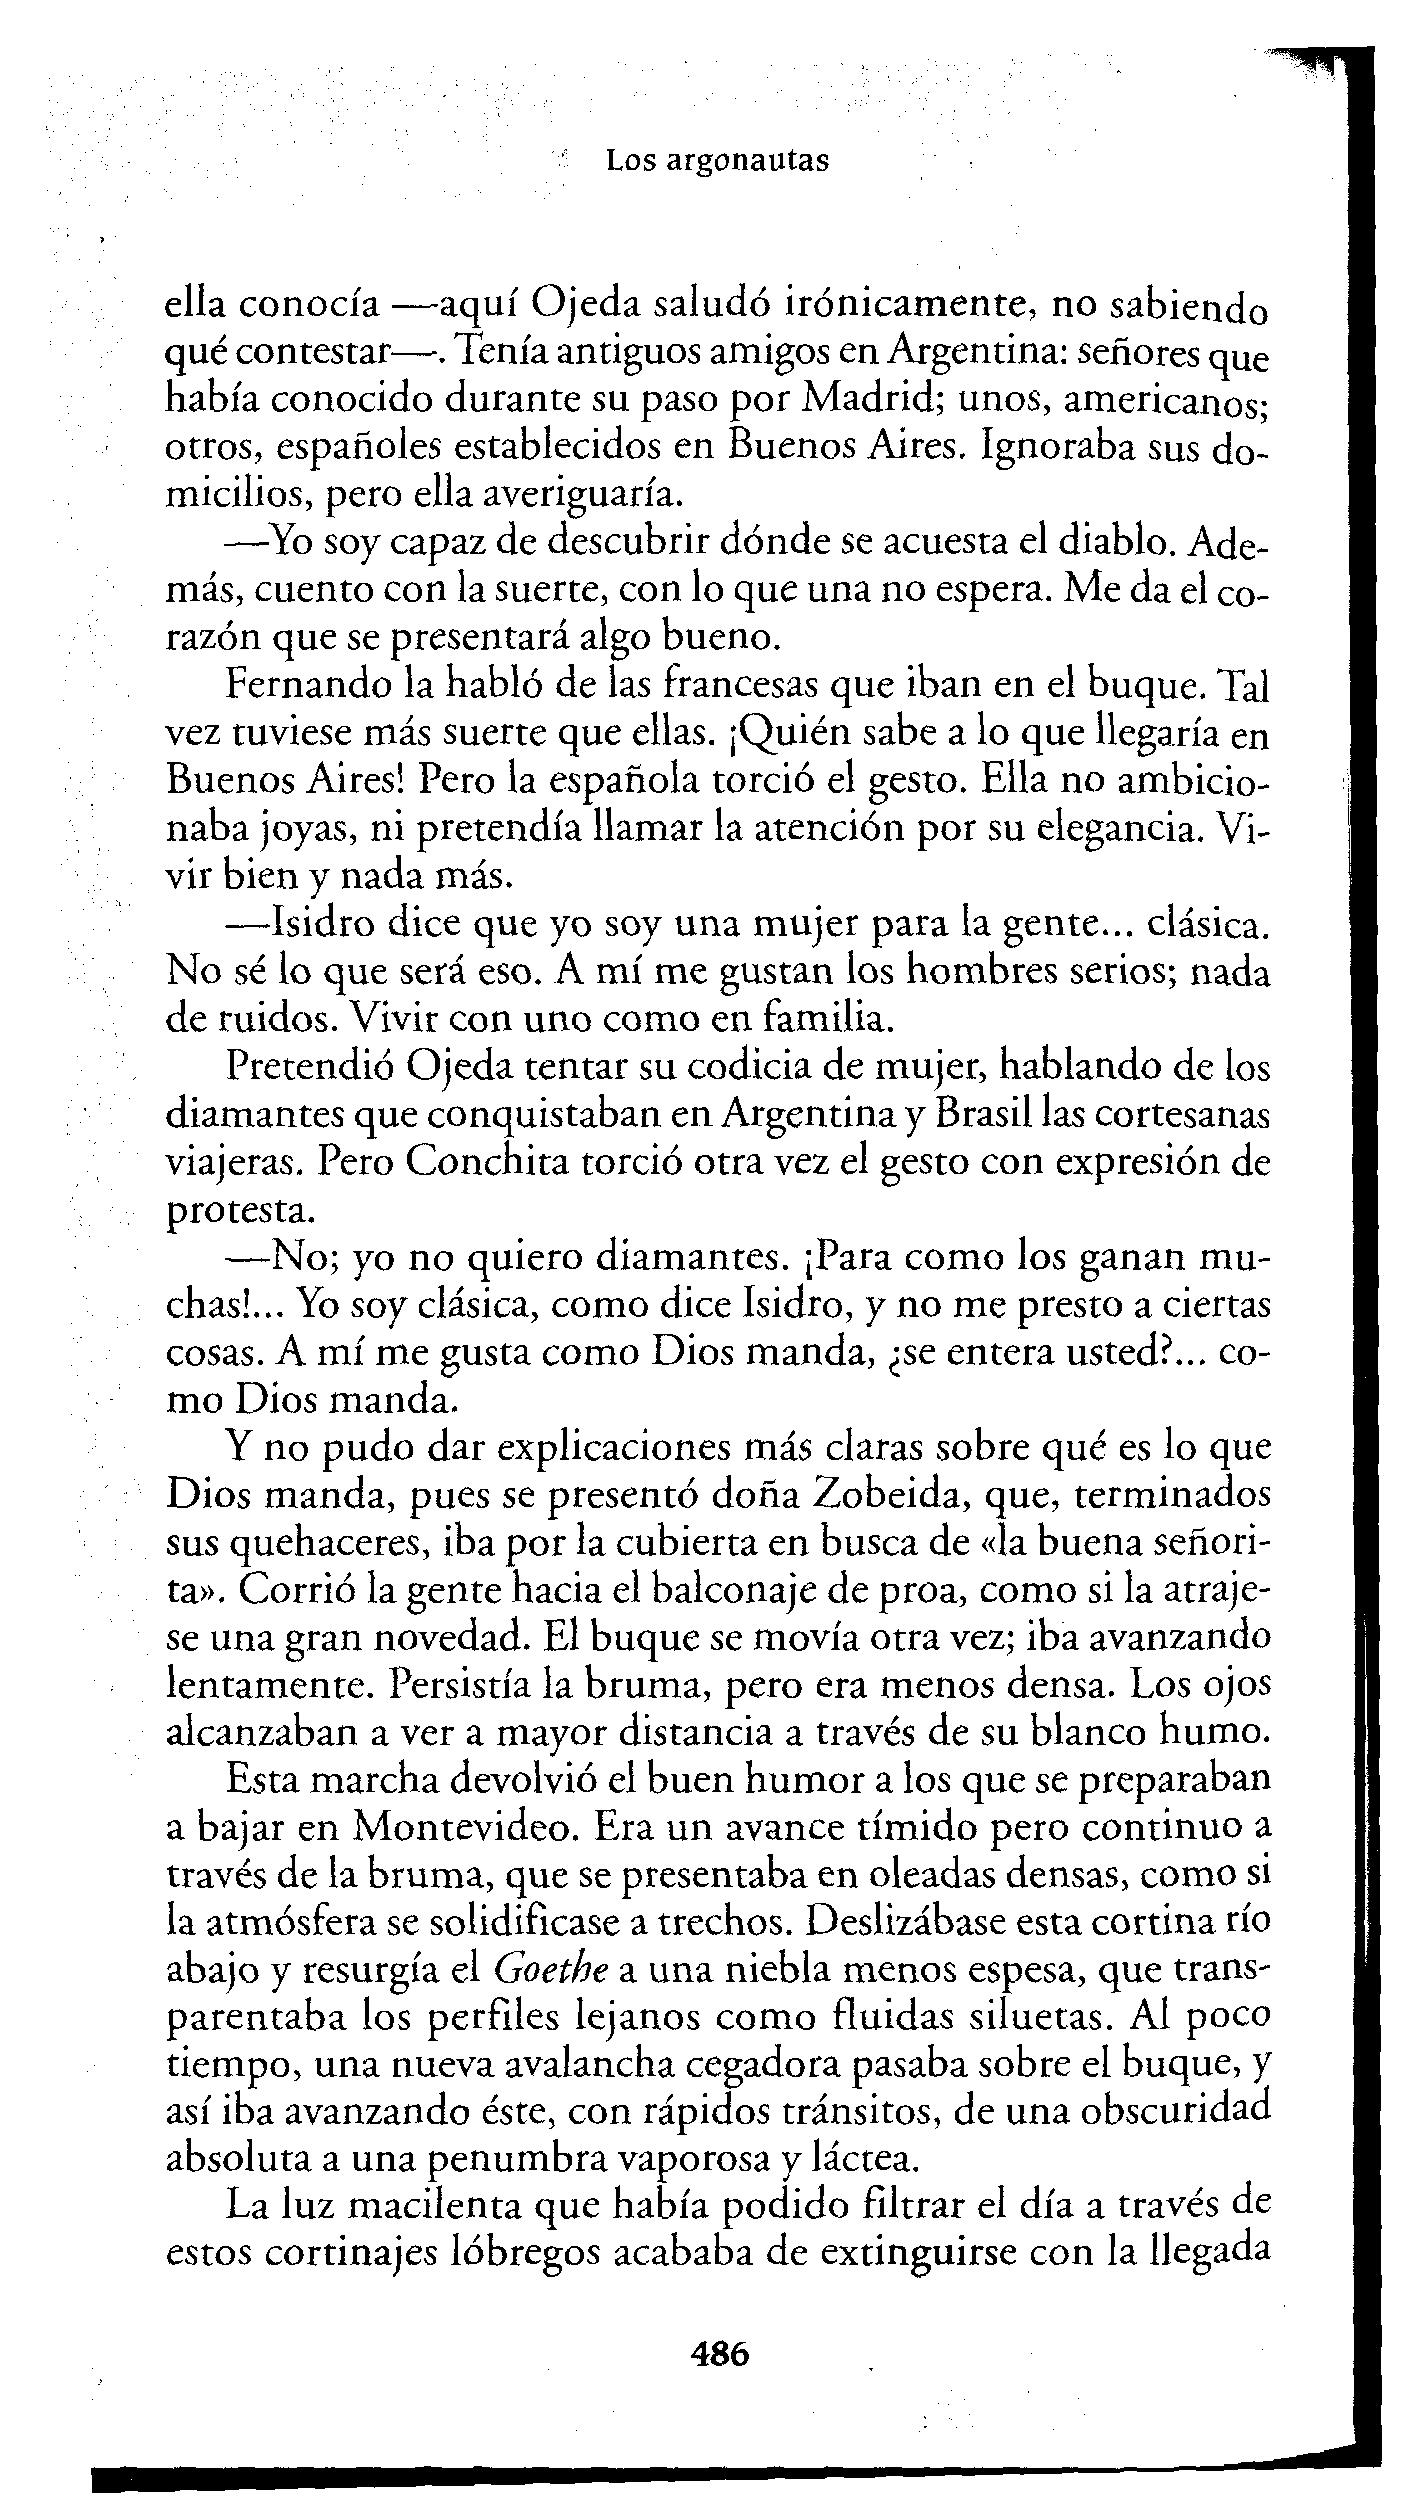 Los argonautas
ella conocía —aquí Ojeda saludó irónicamente, no sabiendo
qué contestar—. Tenía antiguos amigos en Argentina: señores que
había conocido durante su paso por Madrid; unos, americanos;
otros, españoles establecidos en Buenos Aires. Ignoraba sus do-
micilios, pero ella averiguaría.
—Yo soy capaz de descubrir dónde se acuesta el diablo. Ade-
más, cuento con la suerte, con lo que una no espera. Me da el co-
razón que se presentará algo bueno.
Fernando la habló de las francesas que iban en el buque. Tal
vez tuviese más suerte que ellas. ¡Quién sabe a lo que llegaría en
Buenos Aires! Pero la española torció el gesto. Ella no ambicio-
naba joyas, ni pretendía llamar la atención por su elegancia. Vi-
vir bien y nada más.
—Isidro dice que yo soy una mujer para la gente... clásica.
No sé lo que será eso. A mí me gustan los hombres serios; nada
de ruidos. Vivir con uno como en familia.
Pretendió Ojeda tentar su codicia de mujer, hablando de los
diamantes que conquistaban en Argentina y Brasil las cortesanas
viajeras. Pero Conchita torció otra vez el gesto con expresión de
protesta.
—No; yo no quiero diamantes. ¡Para como los ganan mu-
chas!... Yo soy clásica, como dice Isidro, y no me presto a ciertas
cosas. A mí me gusta como Dios manda, ¿se entera usted?... co-
mo Dios manda.
Y no pudo dar explicaciones más claras sobre qué es lo que
Dios manda, pues se presentó doña Zobeida, que, terminados
sus quehaceres, iba por la cubierta en busca de «la buena señori-
ta». Corrió la gente hacia el balconaje de proa, como si la atraje-
se una gran novedad. El buque se movía otra vez; iba avanzando
lentamente. Persistía la bruma, pero era menos densa. Los ojos
alcanzaban a ver a mayor distancia a través de su blanco humo.
Esta marcha devolvió el buen humor a los que se preparaban
a bajar en Montevideo. Era un avance tímido pero continuo a
través de la bruma, que se presentaba en oleadas densas, como si
la atmósfera se solidificase a trechos. Deslizábase esta cortina río
abajo y resurgía el Goethe a una niebla menos espesa, que trans-
parentaba los perfiles lejanos como fluidas siluetas. Al poco
tiempo, una nueva avalancha cegadora pasaba sobre el buque, y
así iba avanzando éste, con rápidos tránsitos, de una obscuridad
absoluta a una penumbra vaporosa y láctea.
La luz macilenta que había podido filtrar el día a través de
estos cortinajes lóbregos acababa de extinguirse con la llegada
486